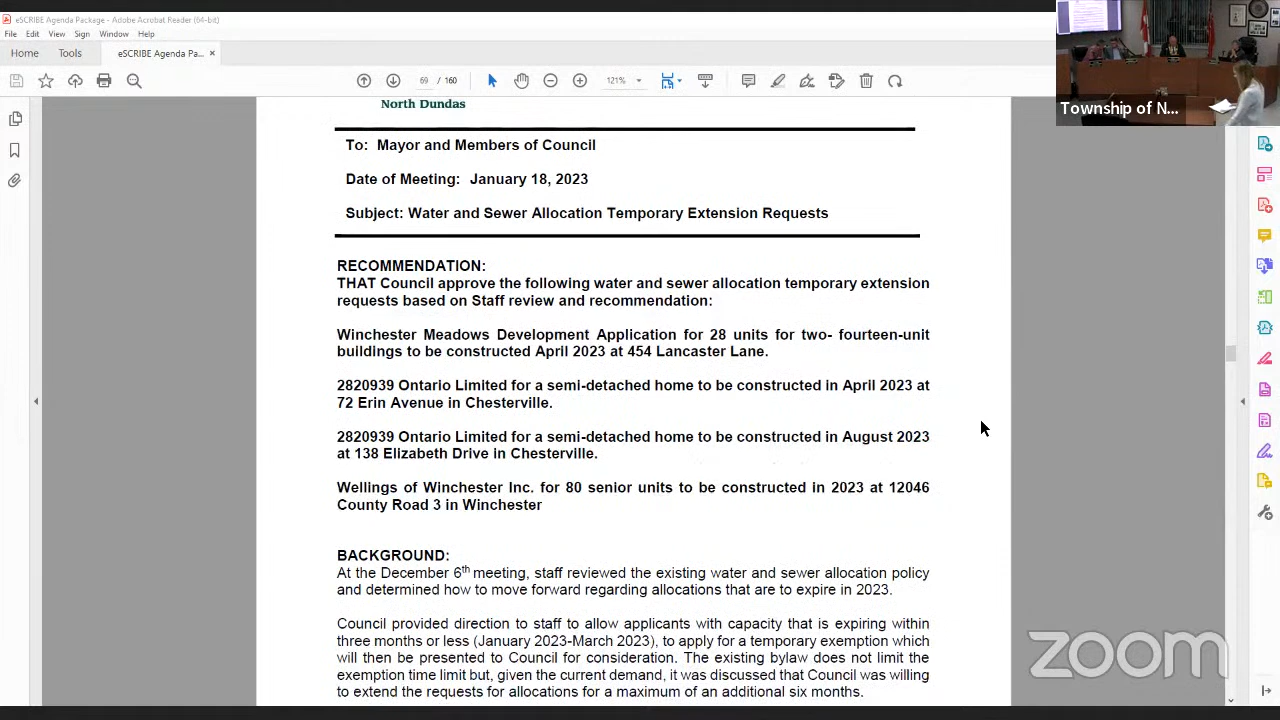 eSCRIBE Agenda Package - Adobe Acrobat Reader (64-bit)
File Edit View Sign Window Help
Home Tools eSCRIBE Agenda Pa... ×
69 / 160 121%
Township of N...
North Dundas
To: Mayor and Members of Council
Date of Meeting: January 18, 2023
Subject: Water and Sewer Allocation Temporary Extension Requests
RECOMMENDATION:
THAT Council approve the following water and sewer allocation temporary extension
requests based on Staff review and recommendation:
Winchester Meadows Development Application for 28 units for two- fourteen-unit
buildings to be constructed April 2023 at 454 Lancaster Lane.
2820939 Ontario Limited for a semi-detached home to be constructed in April 2023 at
72 Erin Avenue in Chesterville.
2820939 Ontario Limited for a semi-detached home to be constructed in August 2023
at 138 Elizabeth Drive in Chesterville.
Wellings of Winchester Inc. for 80 senior units to be constructed in 2023 at 12046
County Road 3 in Winchester
BACKGROUND:
At the December 6th meeting, staff reviewed the existing water and sewer allocation policy
and determined how to move forward regarding allocations that are to expire in 2023.
Council provided direction to staff to allow applicants with capacity that is expiring within
three months or less (January 2023-March 2023), to apply for a temporary exemption which
will then be presented to Council for consideration. The existing bylaw does not limit the
exemption time limit but, given the current demand, it was discussed that Council was willing
to extend the requests for allocations for a maximum of an additional six months.
zoom